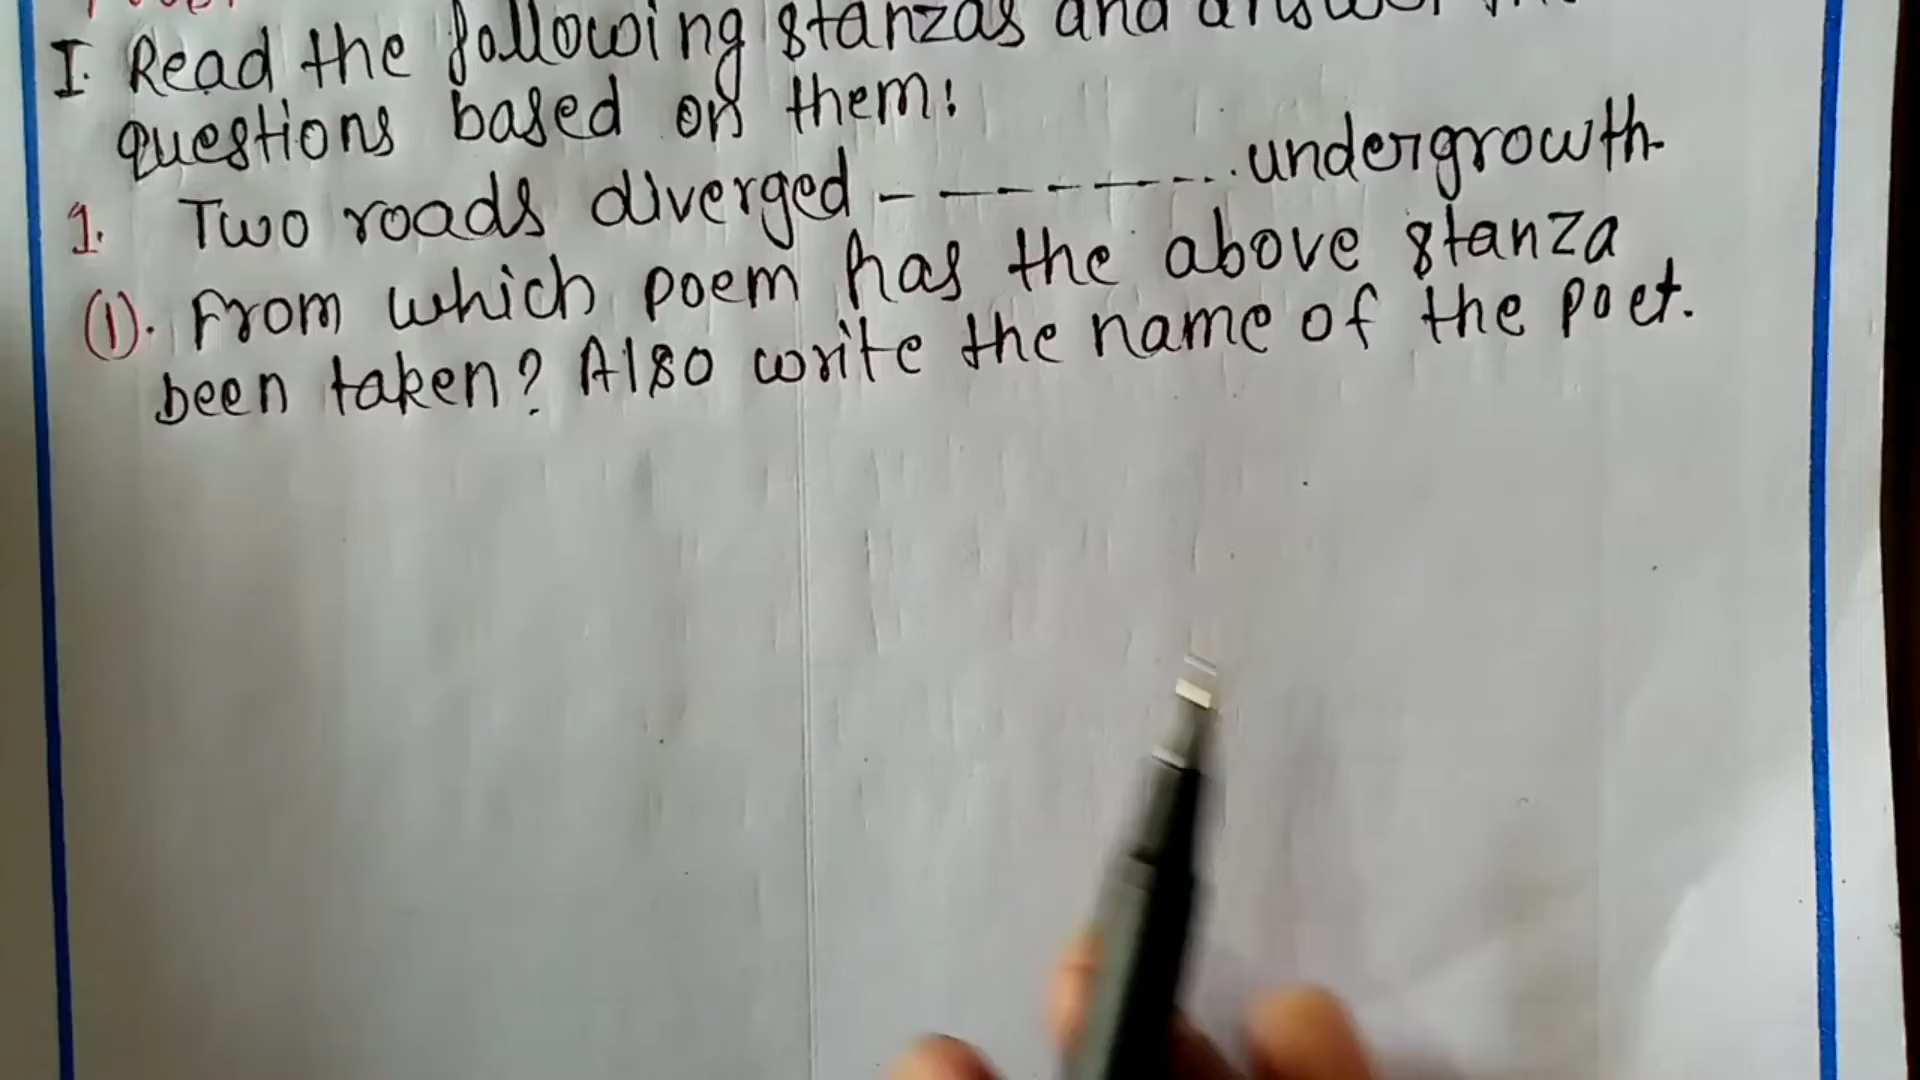 I. Read the following stanzas and answer
questions based on them:
1. Two roads diverged - - - - - - - - . . undergrowth
(1). From which poem has the above stanza
been taken? Also write the name of the poet.